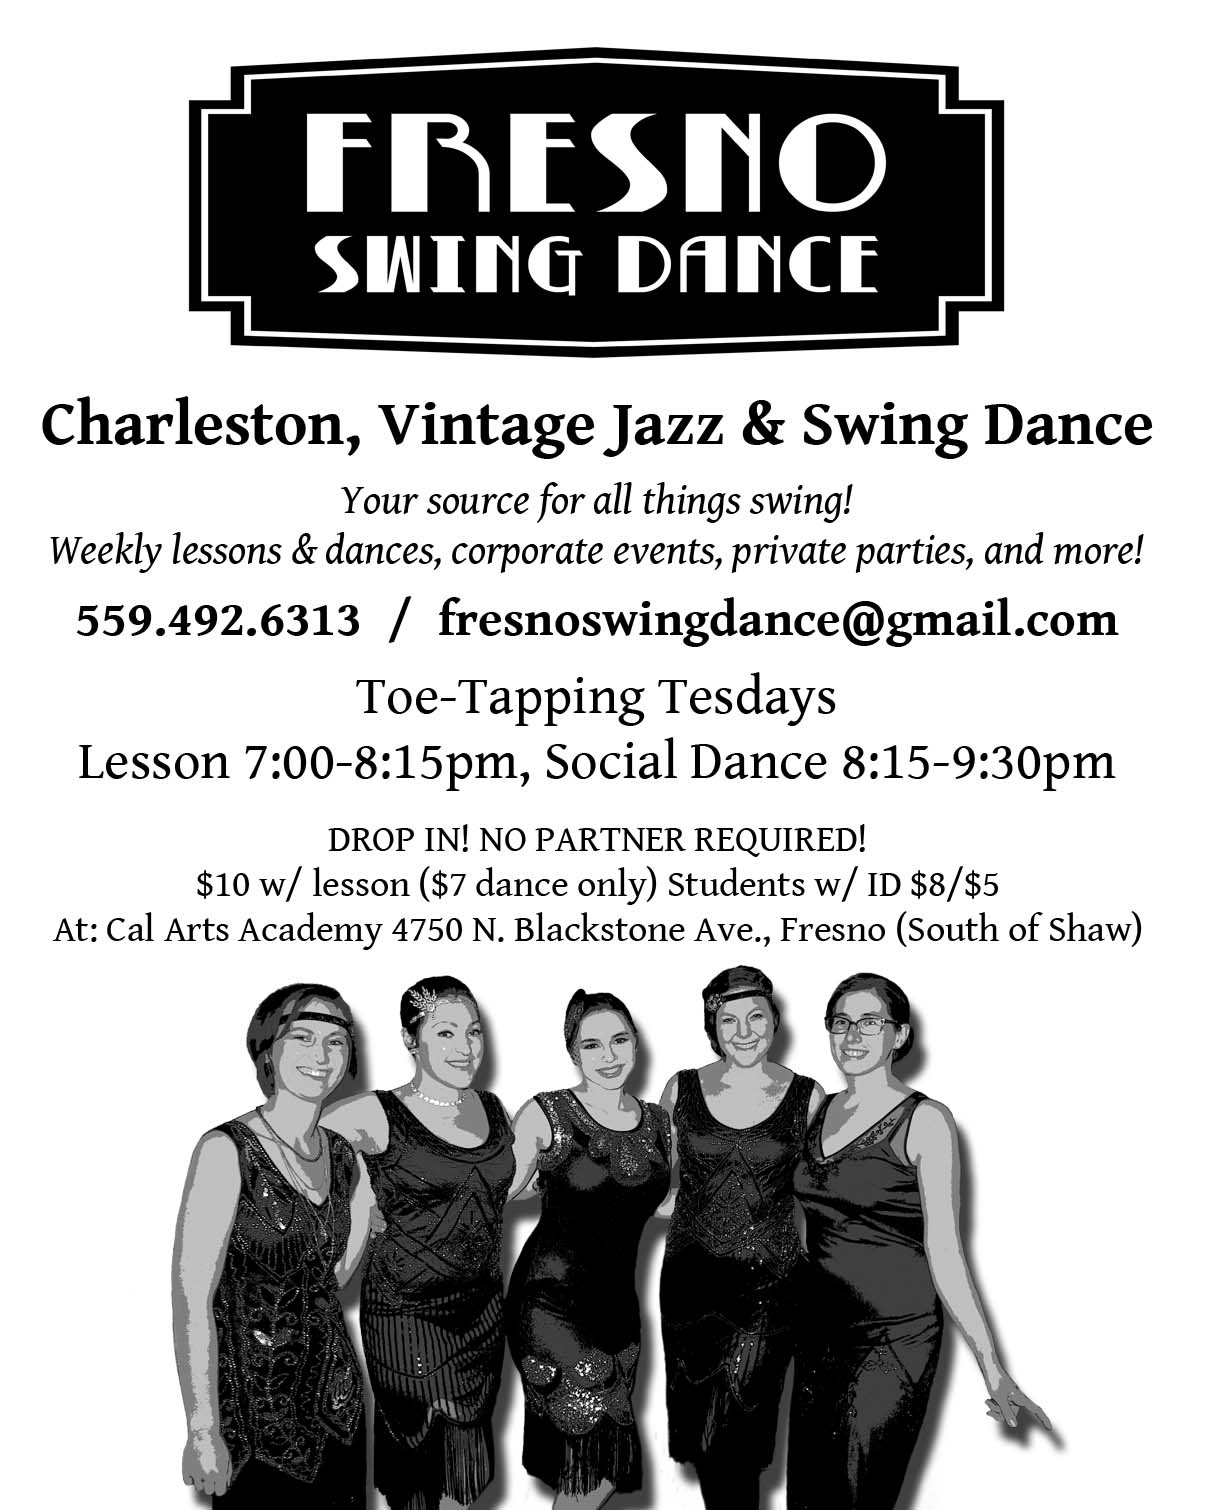 FRESNO
SWING DANCE
Charleston, Vintage Jazz & Swing Dance
Your source for all things swing!
Weekly lessons & dances, corporate events, private parties, and more!
559.492.6313 / fresnoswingdance@gmail.com
Toe-Tapping Tesdays
Lesson 7:00-8:15pm, Social Dance 8:15-9:30pm
DROP IN! NO PARTNER REQUIRED!
$10 w/ lesson ($7 dance only) Students w/ ID $8/$5
At: Cal Arts Academy 4750 N. Blackstone Ave., Fresno (South of Shaw)